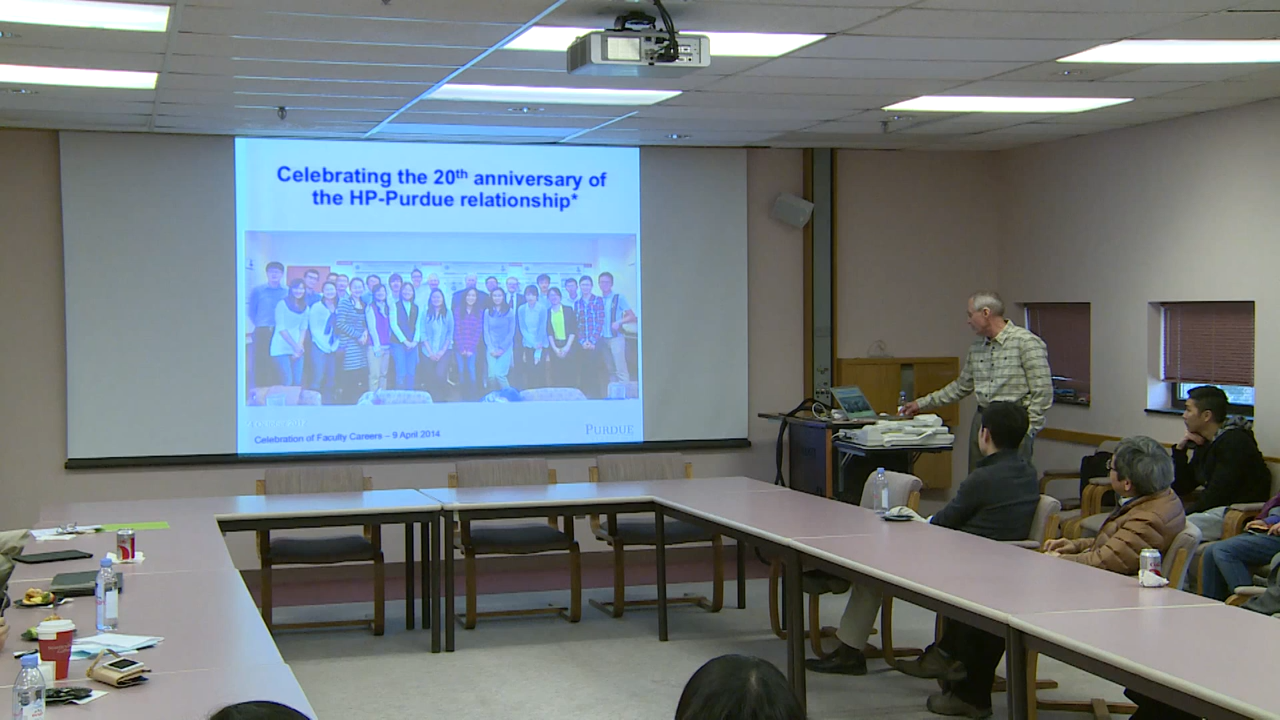 Celebrating the 20th anniversary of
the HP-Purdue relationship*
Celebration of Faculty Careers – 9 April 2014
PURDUE